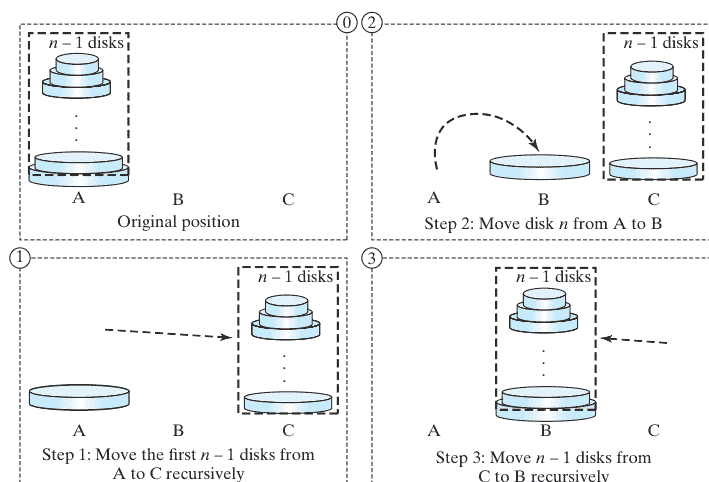 0
n – 1 disks
A
B
C
Original position
1
n – 1 disks
A
B
C
Step 1: Move the first n – 1 disks from
A to C recursively
2
n – 1 disks
A
B
C
Step 2: Move disk n from A to B
3
n – 1 disks
A
B
C
Step 3: Move n – 1 disks from
C to B recursively